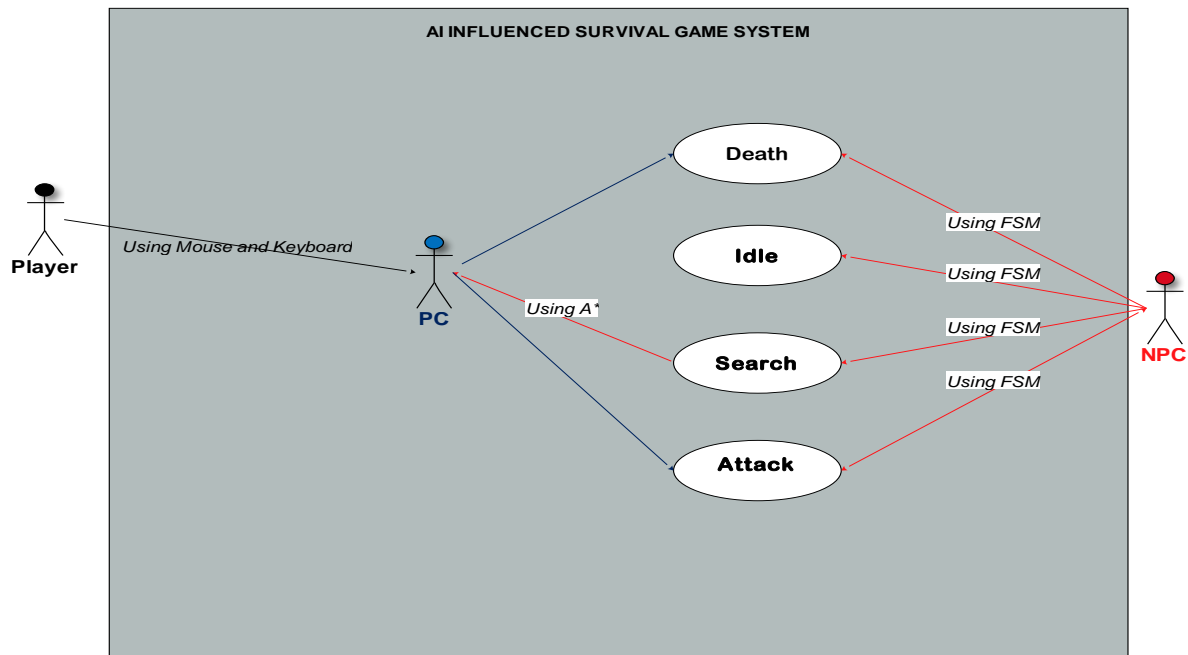 AI INFLUENCED SURVIVAL GAME SYSTEM
Death
Using FSM
Player
Using Mouse and Keyboard
Idle
Using FSM
PC
Using A*
Using FSM
Search
NPC
Using FSM
Attack